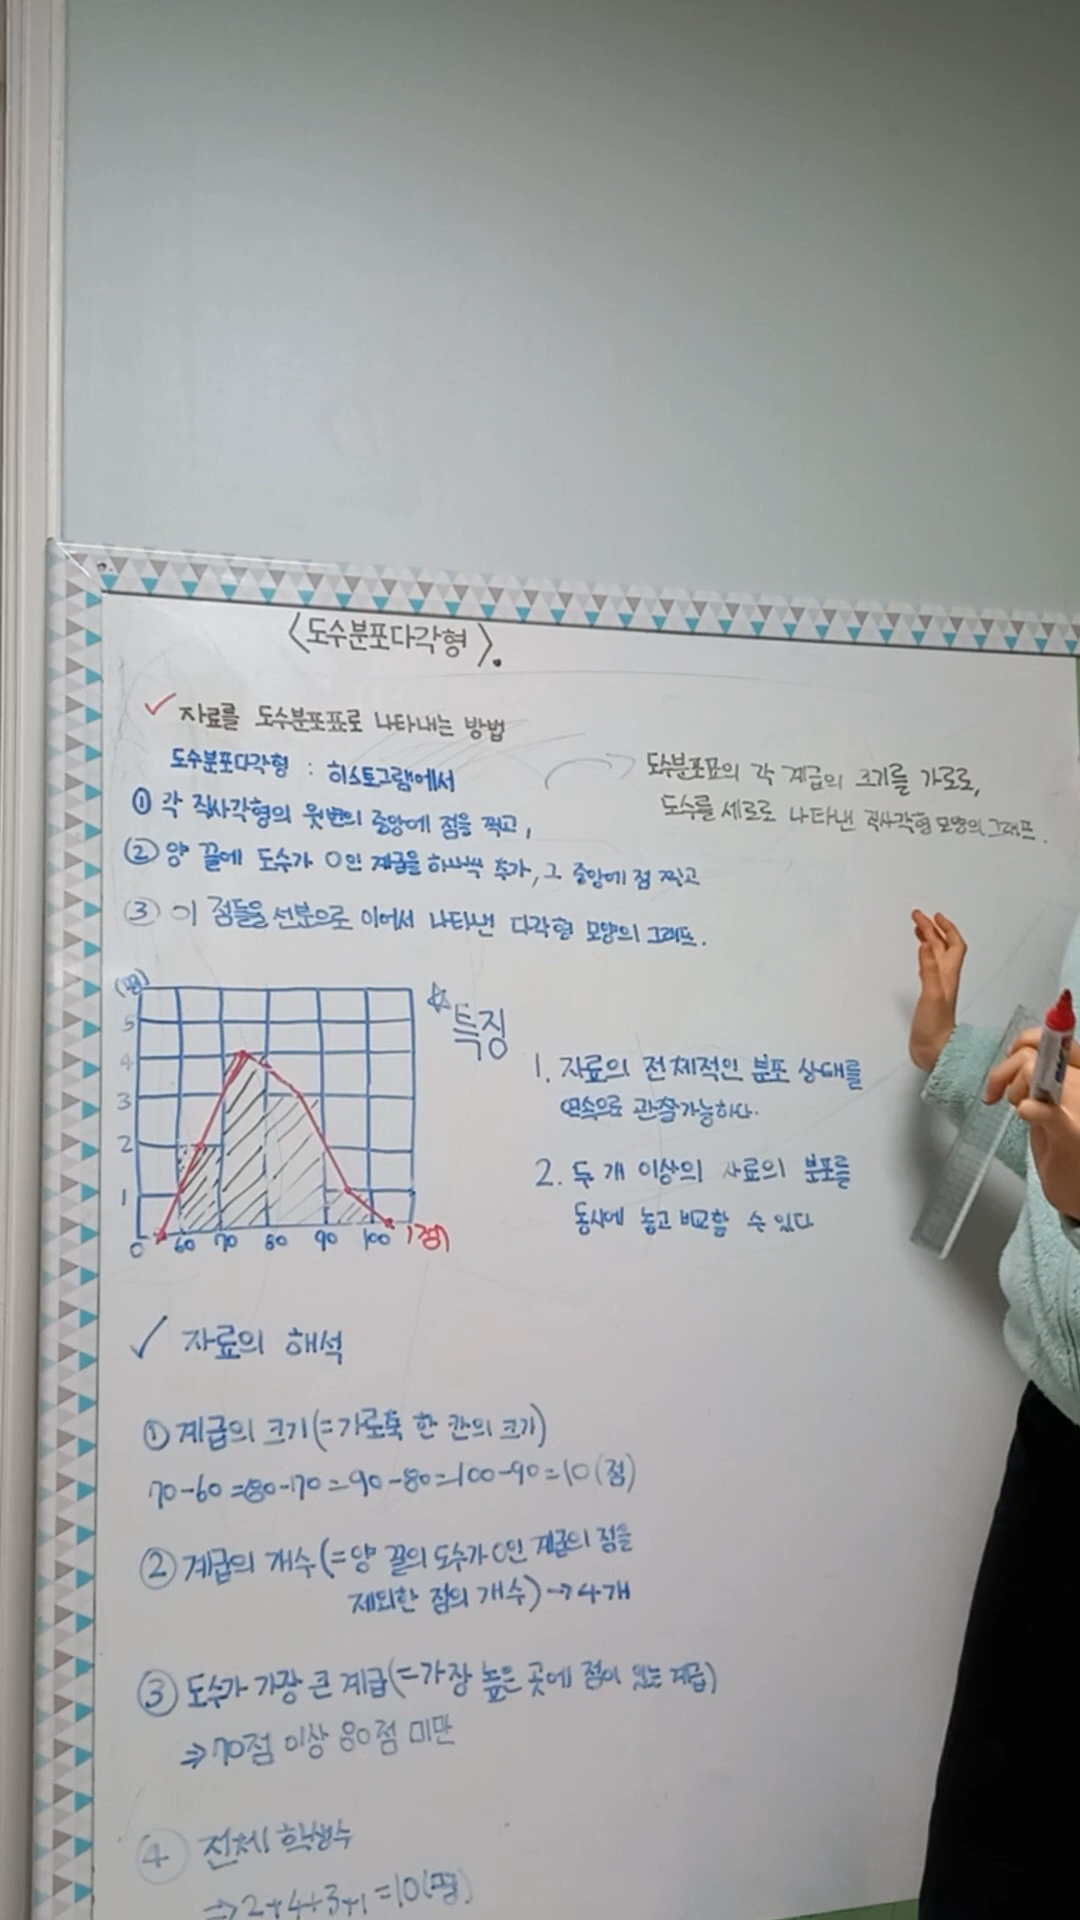 <도수분포다각형>.
✓ 자료를 도수분포표로 나타내는 방법
도수분포다각형 : 히스토그램에서
① 각 직사각형의 윗변의 중앙에 점을 찍고,
② 양 끝에 도수가 0인 계급을 하나씩 추가, 그 중앙에 점 찍고
③ 이 점들을 선분으로 이어서 나타낸 다각형 모양의 그래프.
도수분포표의 각 계급의 크기를 가로로,
도수를 세로로 나타낸 직사각형 모양의 그래프.
(명)
5
4
3
2
1
0 60 70 80 90 100 (점)
☆특징
1. 자료의 전체적인 분포 상태를
연속으로 관찰가능하다.
2. 두 개 이상의 자료의 분포를
동시에 놓고 비교할 수 있다
✓ 자료의 해석
① 계급의 크기(=가로축 한 칸의 크기)
70-60=80-70=90-80=100-90=10(점)
② 계급의 개수(=양 끝의 도수가 0인 계급의 점을
제외한 점의 개수)→4개
③ 도수가 가장 큰 계급(=가장 높은 곳에 점이 있는 계급)
⇒70점 이상 80점 미만
④ 전체 학생수
⇒2+4+3+1=10(명)